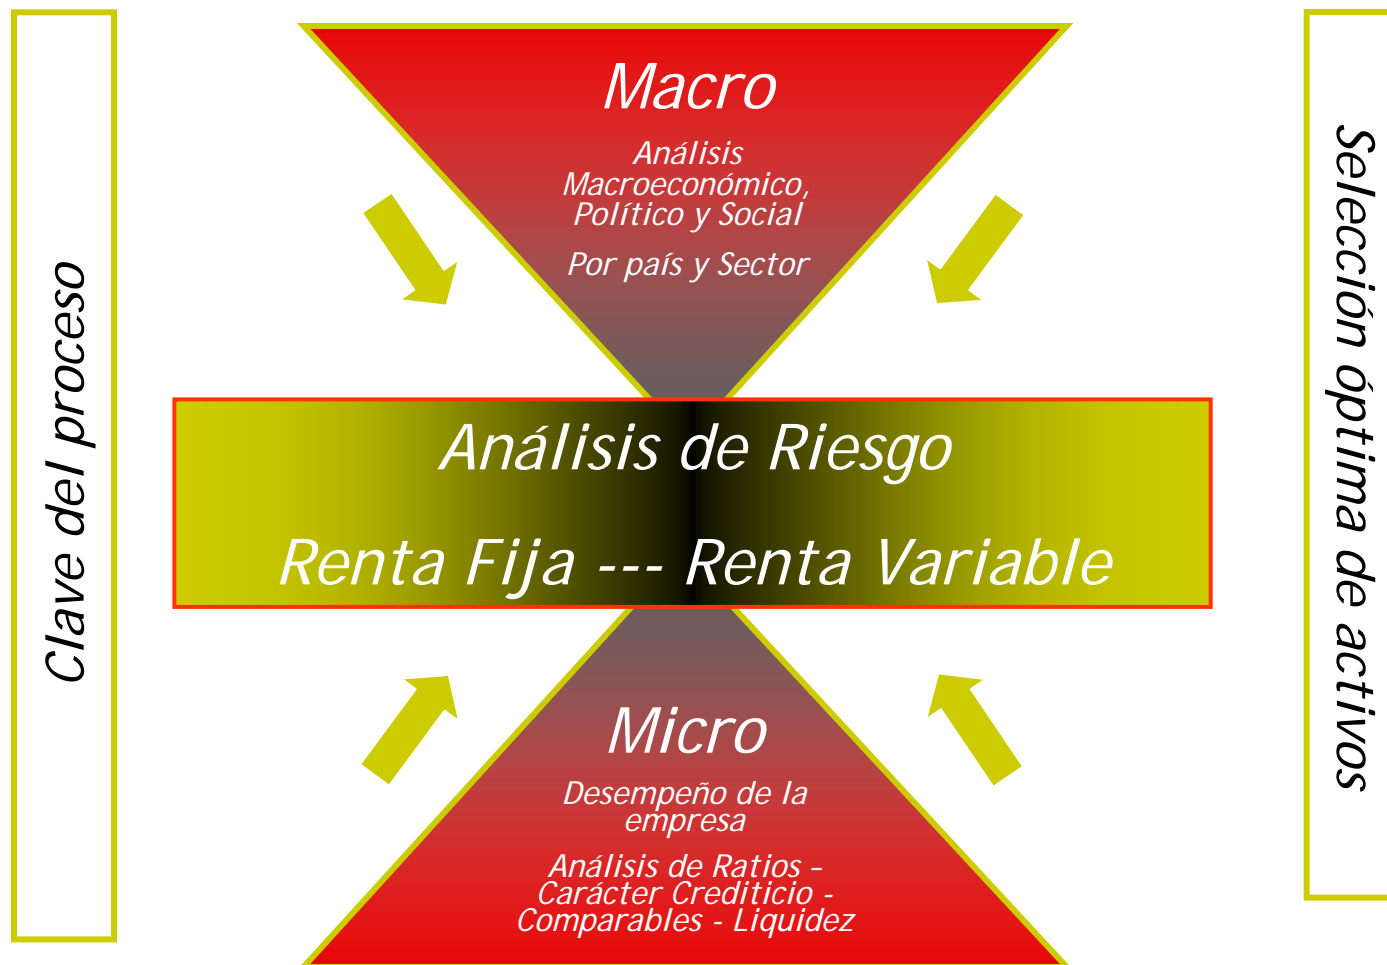 Clave del proceso
Macro
Análisis
Macroeconómico,
Político y Social
Por país y Sector
Análisis de Riesgo
Renta Fija --- Renta Variable
Micro
Desempeño de la
empresa
Análisis de Ratios –
Carácter Crediticio -
Comparables - Liquidez
Selección óptima de activos